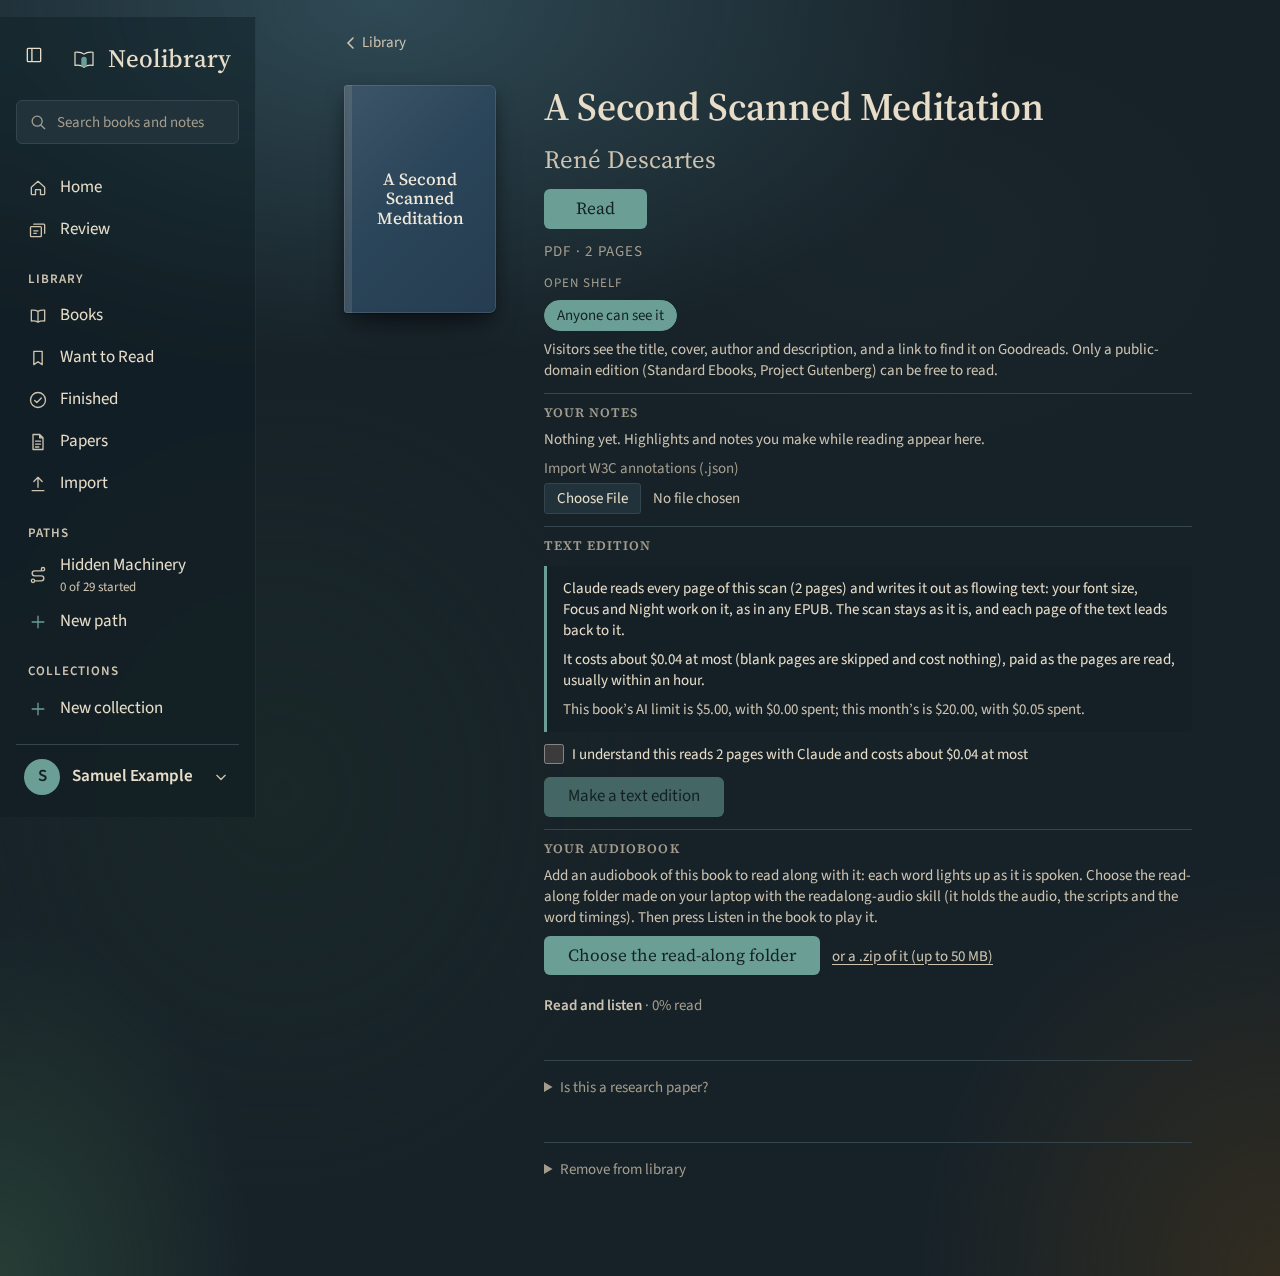 Neolibrary
Search books and notes
Home
Review
LIBRARY
Books
Want to Read
Finished
Papers
Import
PATHS
Hidden Machinery
0 of 29 started
New path
COLLECTIONS
New collection
S
Samuel Example
Library
A Second
Scanned
Meditation
A Second Scanned Meditation
René Descartes
Read
PDF · 2 PAGES
OPEN SHELF
Anyone can see it
Visitors see the title, cover, author and description, and a link to find it on Goodreads. Only a public-
domain edition (Standard Ebooks, Project Gutenberg) can be free to read.
YOUR NOTES
Nothing yet. Highlights and notes you make while reading appear here.
Import W3C annotations (.json)
Choose File No file chosen
TEXT EDITION
Claude reads every page of this scan (2 pages) and writes it out as flowing text: your font size,
Focus and Night work on it, as in any EPUB. The scan stays as it is, and each page of the text leads
back to it.
It costs about $0.04 at most (blank pages are skipped and cost nothing), paid as the pages are read,
usually within an hour.
This book’s AI limit is $5.00, with $0.00 spent; this month’s is $20.00, with $0.05 spent.
I understand this reads 2 pages with Claude and costs about $0.04 at most
Make a text edition
YOUR AUDIOBOOK
Add an audiobook of this book to read along with it: each word lights up as it is spoken. Choose the read-
along folder made on your laptop with the readalong-audio skill (it holds the audio, the scripts and the
word timings). Then press Listen in the book to play it.
Choose the read-along folder or a .zip of it (up to 50 MB)
Read and listen · 0% read
Is this a research paper?
Remove from library